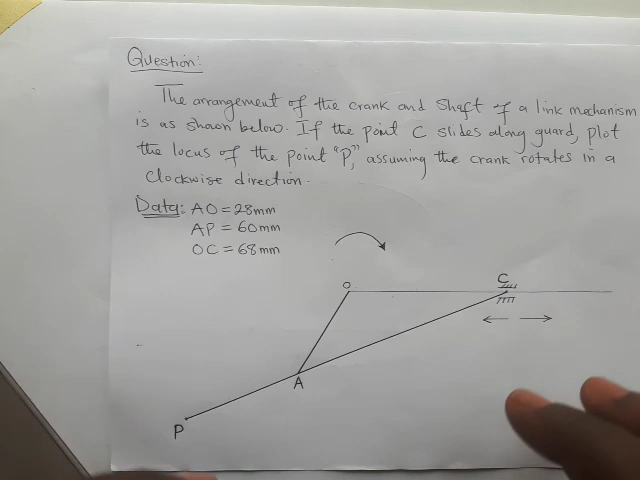 Question:
The arrangement of the crank and shaft of a link mechanism
is as shown below. If the point C slides along guard, plot
the locus of the point "P", assuming the crank rotates in a
clockwise direction.
Data: AO = 28mm
AP = 60mm
OC = 68mm
O
C
A
P